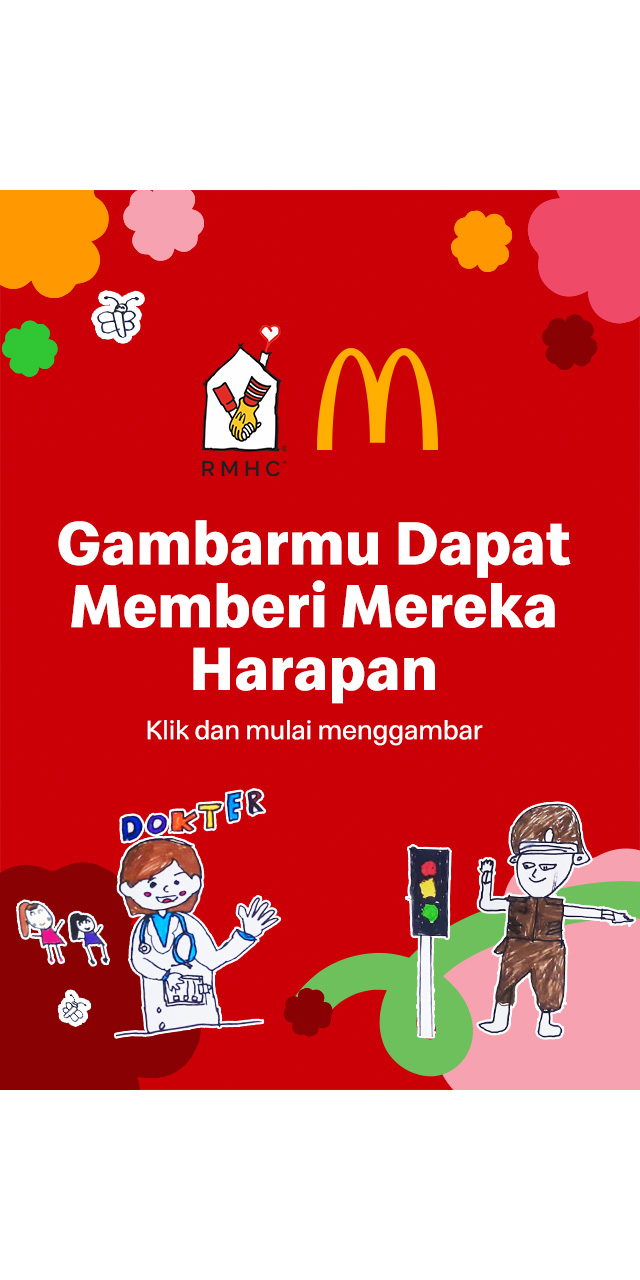 RMHC
Gambarmu Dapat
Memberi Mereka
Harapan
Klik dan mulai menggambar
DOKTER